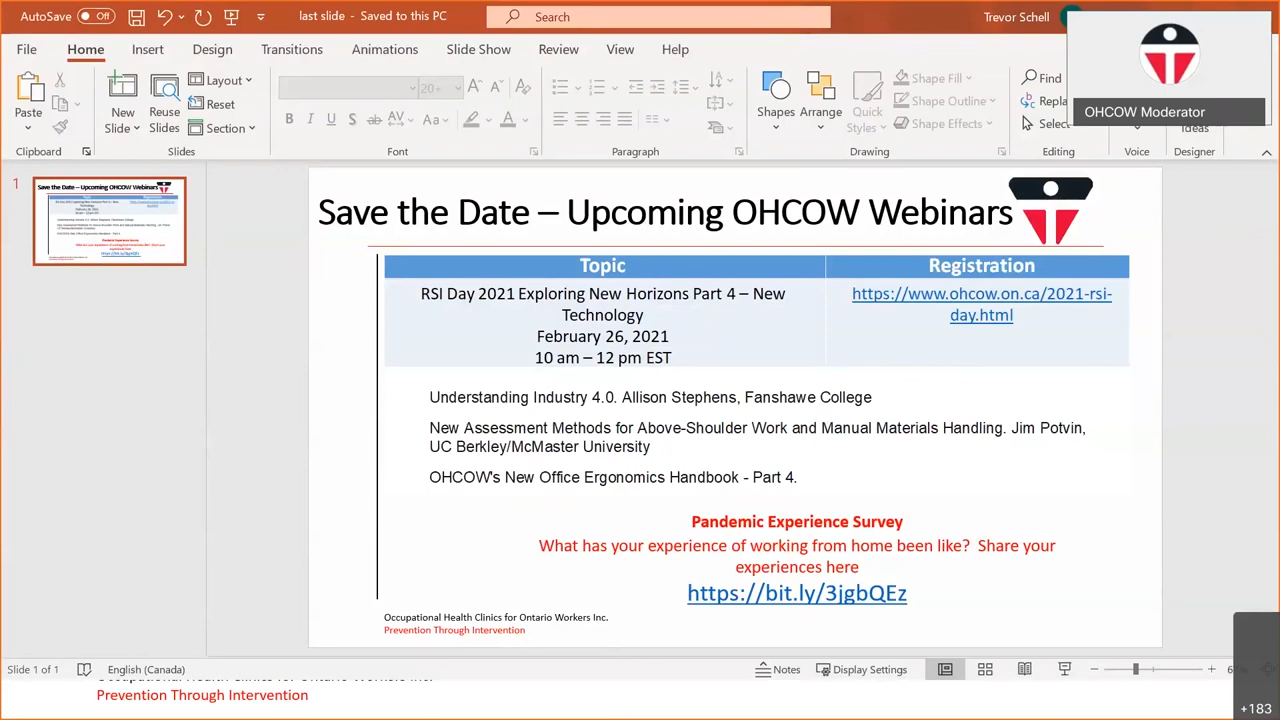 AutoSave Off last slide - Saved to this PC Search Trevor Schell
File Home Insert Design Transitions Animations Slide Show Review View Help
OHCOW Moderator
Paste
New Slide
Reuse Slides
Layout
Reset
Section
20+
Shapes Arrange Quick Styles
Shape Fill
Shape Outline
Shape Effects
Find
Repla
Select
Ideas
Clipboard Slides Font Paragraph Drawing Editing Voice Designer
1
Save the Date – Upcoming OHCOW Webinars
Topic Registration
RSI Day 2021 Exploring New Horizons Part 4 – New
Technology
February 26, 2021
10 am – 12 pm EST
https://www.ohcow.on.ca/2021-rsi-
day.html
Understanding Industry 4.0. Allison Stephens, Fanshawe College
New Assessment Methods for Above-Shoulder Work and Manual Materials Handling. Jim Potvin,
UC Berkley/McMaster University
OHCOW's New Office Ergonomics Handbook - Part 4.
Pandemic Experience Survey
What has your experience of working from home been like? Share your
experiences here
https://bit.ly/3jgbQEz
Occupational Health Clinics for Ontario Workers Inc.
Prevention Through Intervention
Slide 1 of 1 English (Canada) Notes Display Settings
Prevention Through Intervention
+183